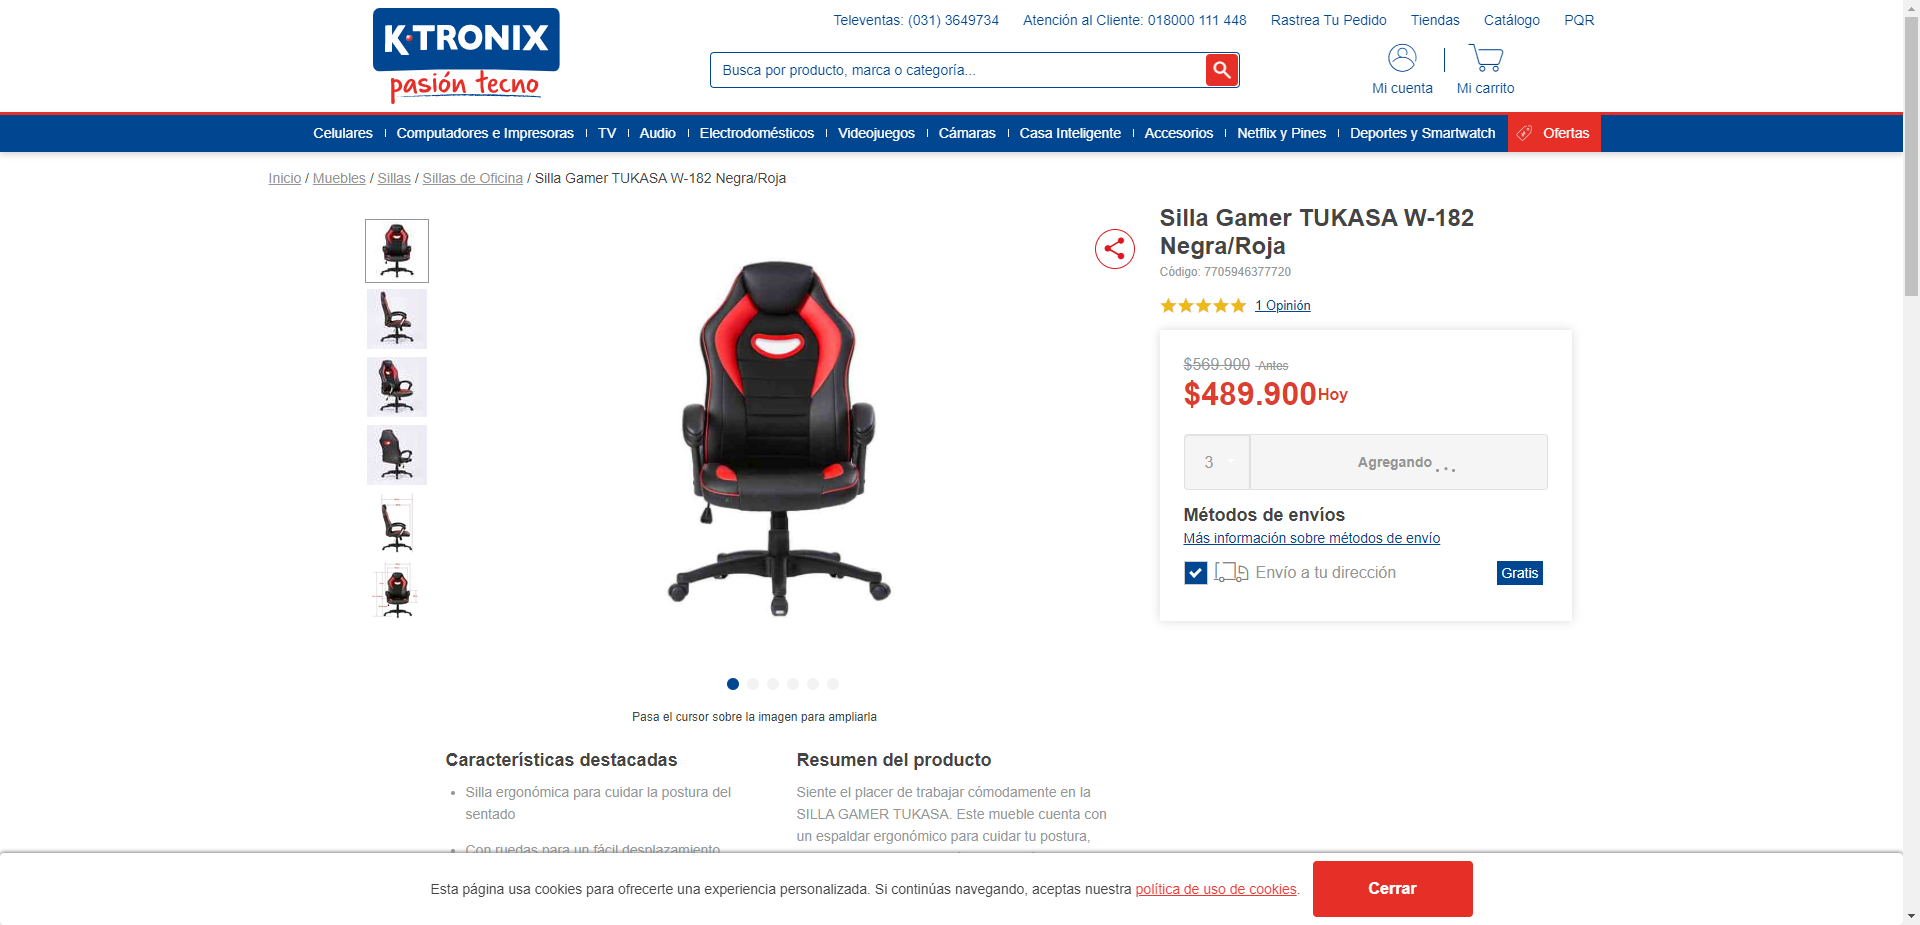 K·TRONIX
pasión tecno
Televentas: (031) 3649734
Atención al Cliente: 018000 111 448
Rastrea Tu Pedido
Tiendas
Catálogo
PQR
Busca por producto, marca o categoría...
Mi cuenta
Mi carrito
Celulares
Computadores e Impresoras
TV
Audio
Electrodomésticos
Videojuegos
Cámaras
Casa Inteligente
Accesorios
Netflix y Pines
Deportes y Smartwatch
Ofertas
Inicio / Muebles / Sillas / Sillas de Oficina / Silla Gamer TUKASA W-182 Negra/Roja
Silla Gamer TUKASA W-182
Negra/Roja
Código: 7705946377720
1 Opinión
$569.900 Antes
$489.900 Hoy
3
Agregando...
Métodos de envíos
Más información sobre métodos de envío
Envío a tu dirección
Gratis
Pasa el cursor sobre la imagen para ampliarla
Características destacadas
• Silla ergonómica para cuidar la postura del
sentado
• Con ruedas para un fácil desplazamiento
Resumen del producto
Siente el placer de trabajar cómodamente en la
SILLA GAMER TUKASA. Este mueble cuenta con
un espaldar ergonómico para cuidar tu postura,
Esta página usa cookies para ofrecerte una experiencia personalizada. Si continúas navegando, aceptas nuestra política de uso de cookies.
Cerrar